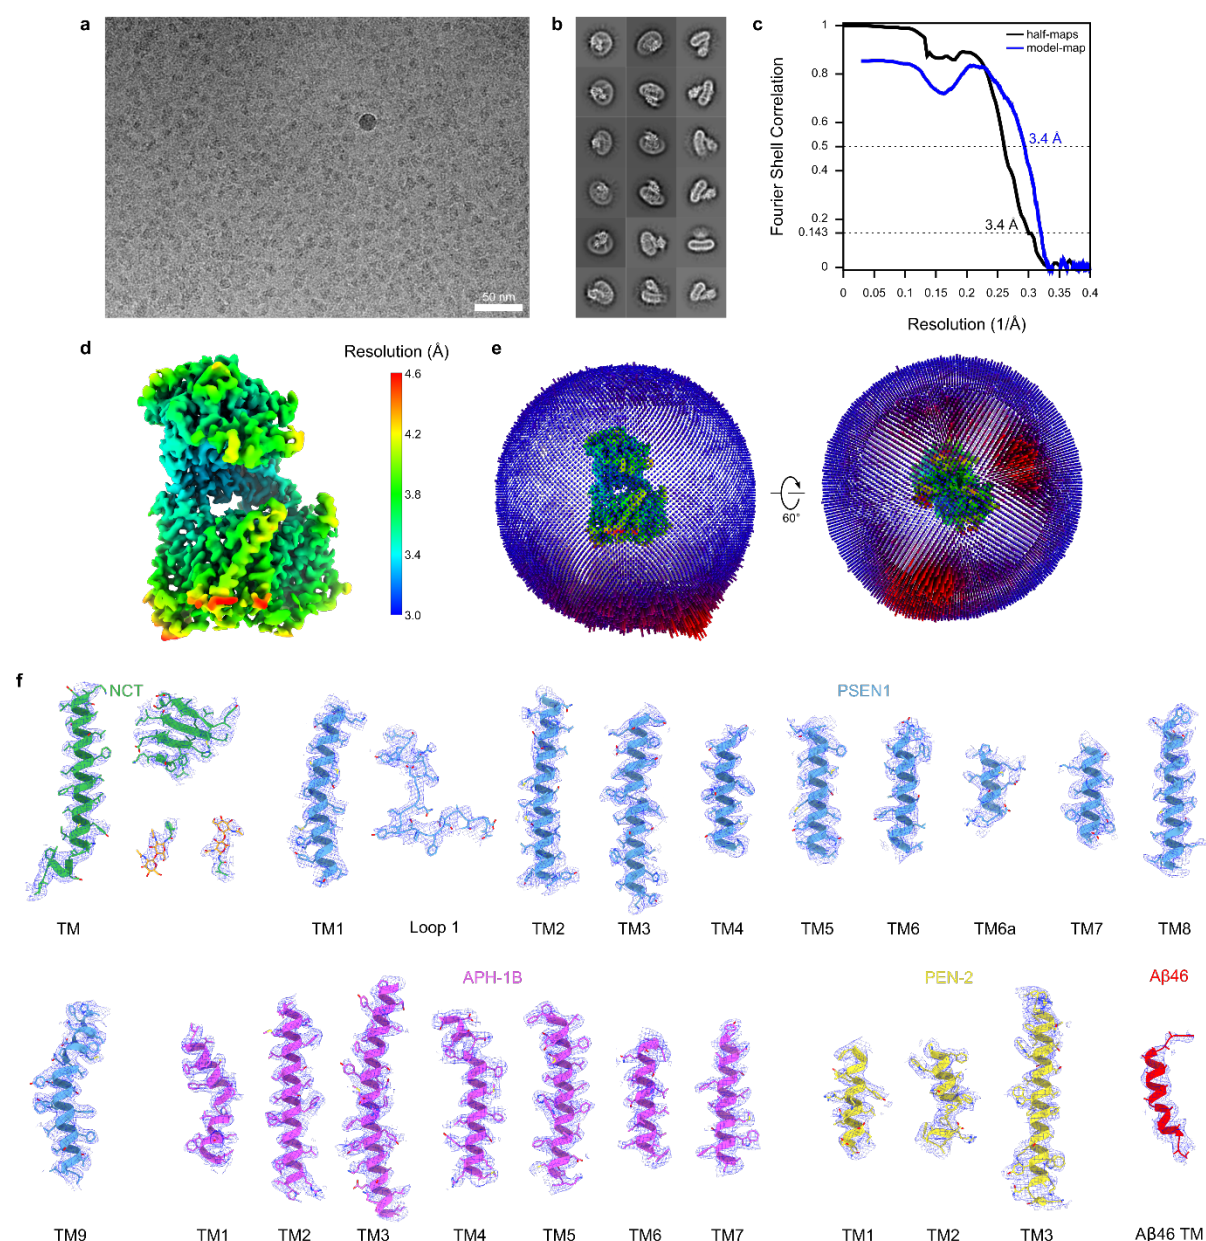 a
50 nm
b
c
half-maps
model-map
Fourier Shell Correlation
1
0.8
0.6
0.5
0.4
0.2
0.143
0
3.4 Å
3.4 Å
0
0.05
0.1
0.15
0.2
0.25
0.3
0.35
0.4
Resolution (1/Å)
d
Resolution (Å)
4.6
4.2
3.8
3.4
3.0
e
60°
f
NCT
PSEN1
TM
TM1
Loop 1
TM2
TM3
TM4
TM5
TM6
TM6a
TM7
TM8
APH-1B
PEN-2
Aβ46
TM9
TM1
TM2
TM3
TM4
TM5
TM6
TM7
TM1
TM2
TM3
Aβ46 TM